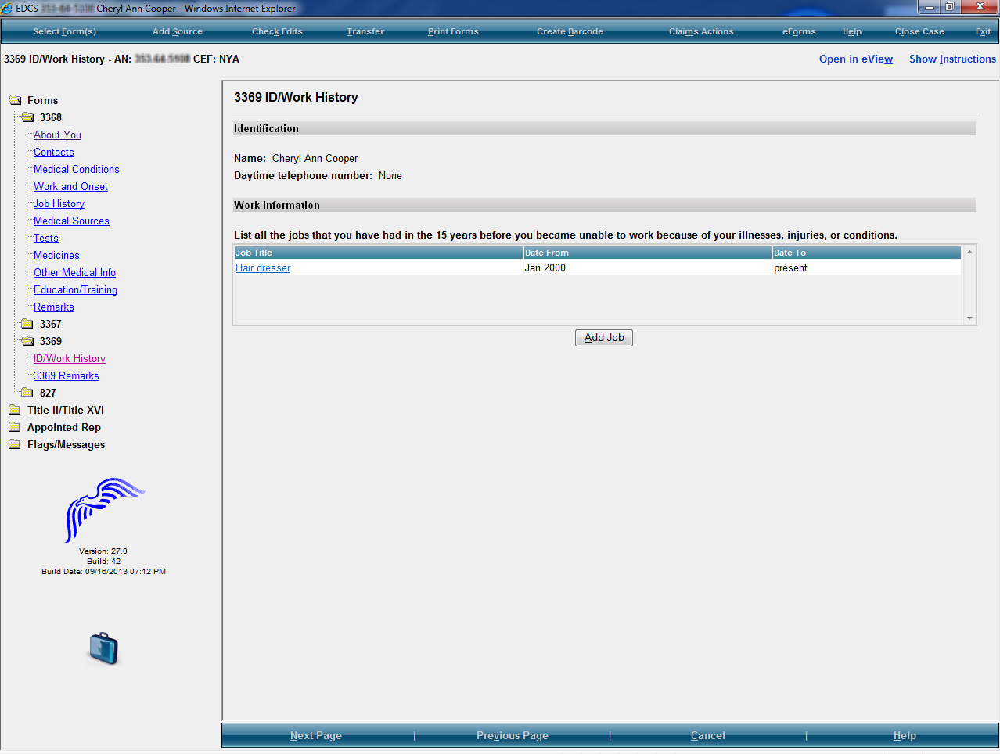 EDCS Cheryl Ann Cooper - Windows Internet Explorer
Select Form(s) Add Source Check Edits Transfer Print Forms Create Barcode Claims Actions eForms Help Close Case Exit
3369 ID/Work History - AN: CEF: NYA
Open in eView Show Instructions
Forms
3368
About You
Contacts
Medical Conditions
Work and Onset
Job History
Medical Sources
Tests
Medicines
Other Medical Info
Education/Training
Remarks
3367
3369
ID/Work History
3369 Remarks
827
Title II/Title XVI
Appointed Rep
Flags/Messages
Version: 27.0
Build: 42
Build Date: 09/16/2013 07:12 PM
3369 ID/Work History
Identification
Name: Cheryl Ann Cooper
Daytime telephone number: None
Work Information
List all the jobs that you have had in the 15 years before you became unable to work because of your illnesses, injuries, or conditions.
Job Title Date From Date To
Hair dresser Jan 2000 present
Add Job
Next Page | Previous Page | Cancel | Help